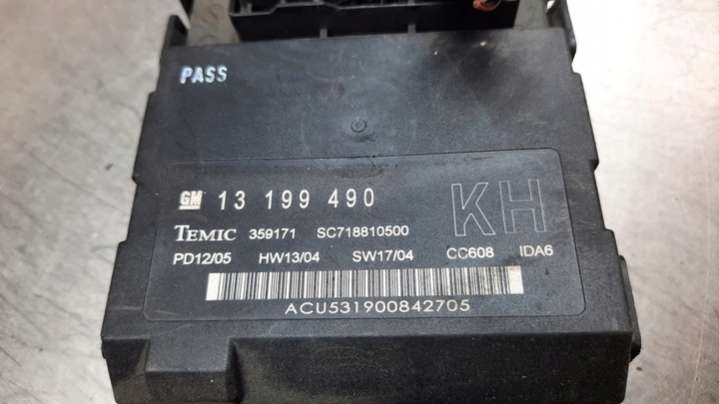 PASS
GM 13 199 490 KH
TEMIC 359171 SC718810500
PD12/05 HW13/04 SW17/04 CC608 IDA6
ACU531900842705